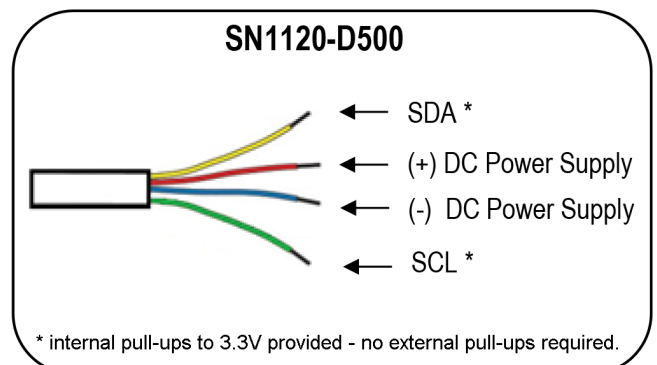 SN1120-D500
SDA *
(+) DC Power Supply
(-) DC Power Supply
SCL *
* internal pull-ups to 3.3V provided - no external pull-ups required.